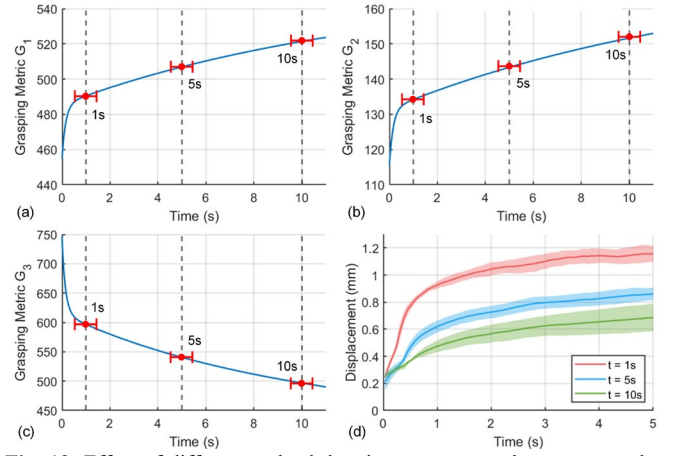 540
520
500
480
460
440
Grasping Metric G1
1s
5s
10s
0 2 4 6 8 10
Time (s)
(a)
160
150
140
130
120
110
Grasping Metric G2
1s
5s
10s
0 2 4 6 8 10
Time (s)
(b)
750
700
650
600
550
500
450
Grasping Metric G3
1s
5s
10s
0 2 4 6 8 10
Time (s)
(c)
1.2
1
0.8
0.6
0.4
0.2
0
Displacement (mm)
t = 1s
t = 5s
t = 10s
0 1 2 3 4 5
Time (s)
(d)